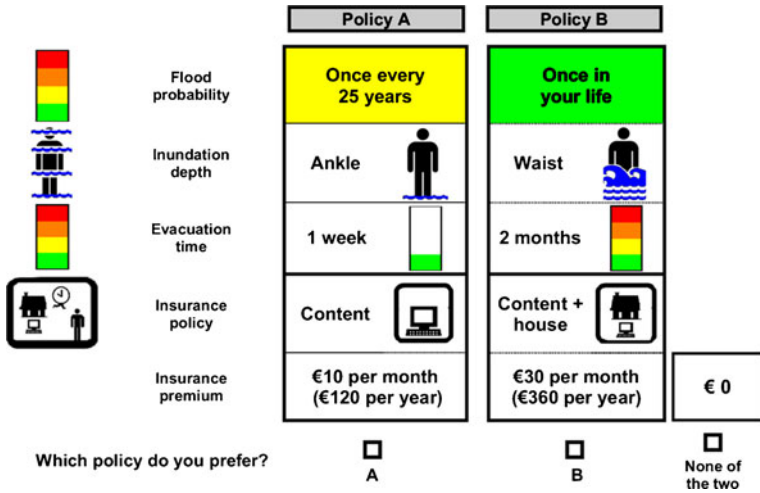 Policy A
Policy B
Flood
probability
Once every
25 years
Once in
your life
Inundation
depth
Ankle
Waist
Evacuation
time
1 week
2 months
Insurance
policy
Content
Content +
house
Insurance
premium
€10 per month
(€120 per year)
€30 per month
(€360 per year)
€ 0
Which policy do you prefer?
A
B
None of
the two